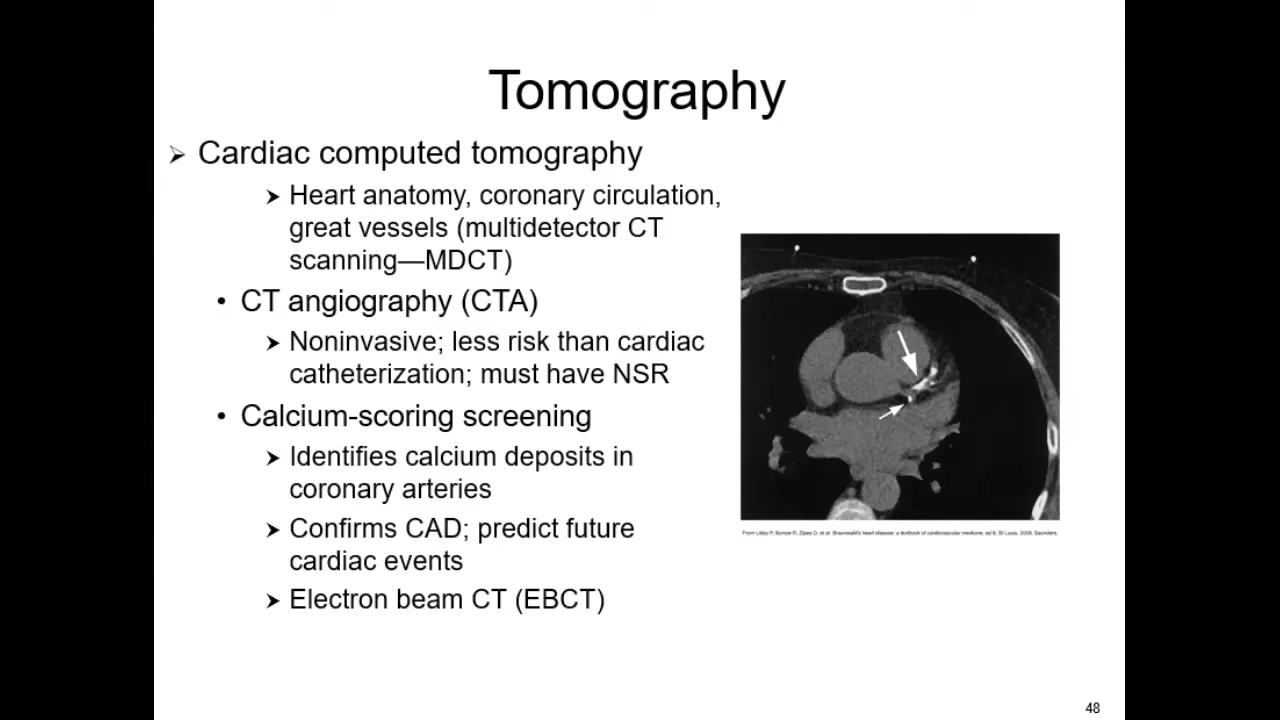 Tomography
➢ Cardiac computed tomography
➤ Heart anatomy, coronary circulation,
great vessels (multidetector CT
scanning—MDCT)
• CT angiography (CTA)
➤ Noninvasive; less risk than cardiac
catheterization; must have NSR
• Calcium-scoring screening
➤ Identifies calcium deposits in
coronary arteries
➤ Confirms CAD; predict future
cardiac events
➤ Electron beam CT (EBCT)
From Libby P, Bonow R, Zipes D, et al: Braunwald's heart disease: a textbook of cardiovascular medicine, ed 8, St Louis, 2008, Saunders.
48